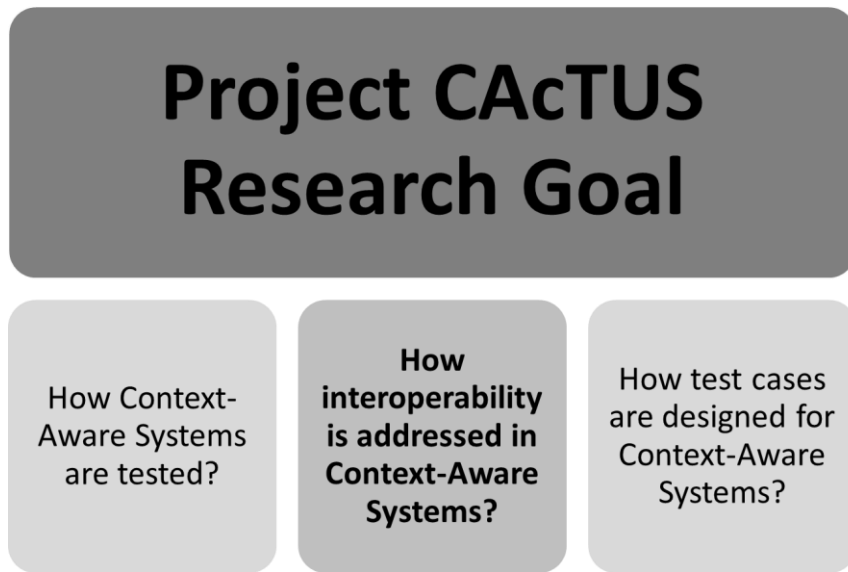 Project CAcTUS
Research Goal
How Context-
Aware Systems
are tested?
How
interoperability
is addressed in
Context-Aware
Systems?
How test cases
are designed for
Context-Aware
Systems?